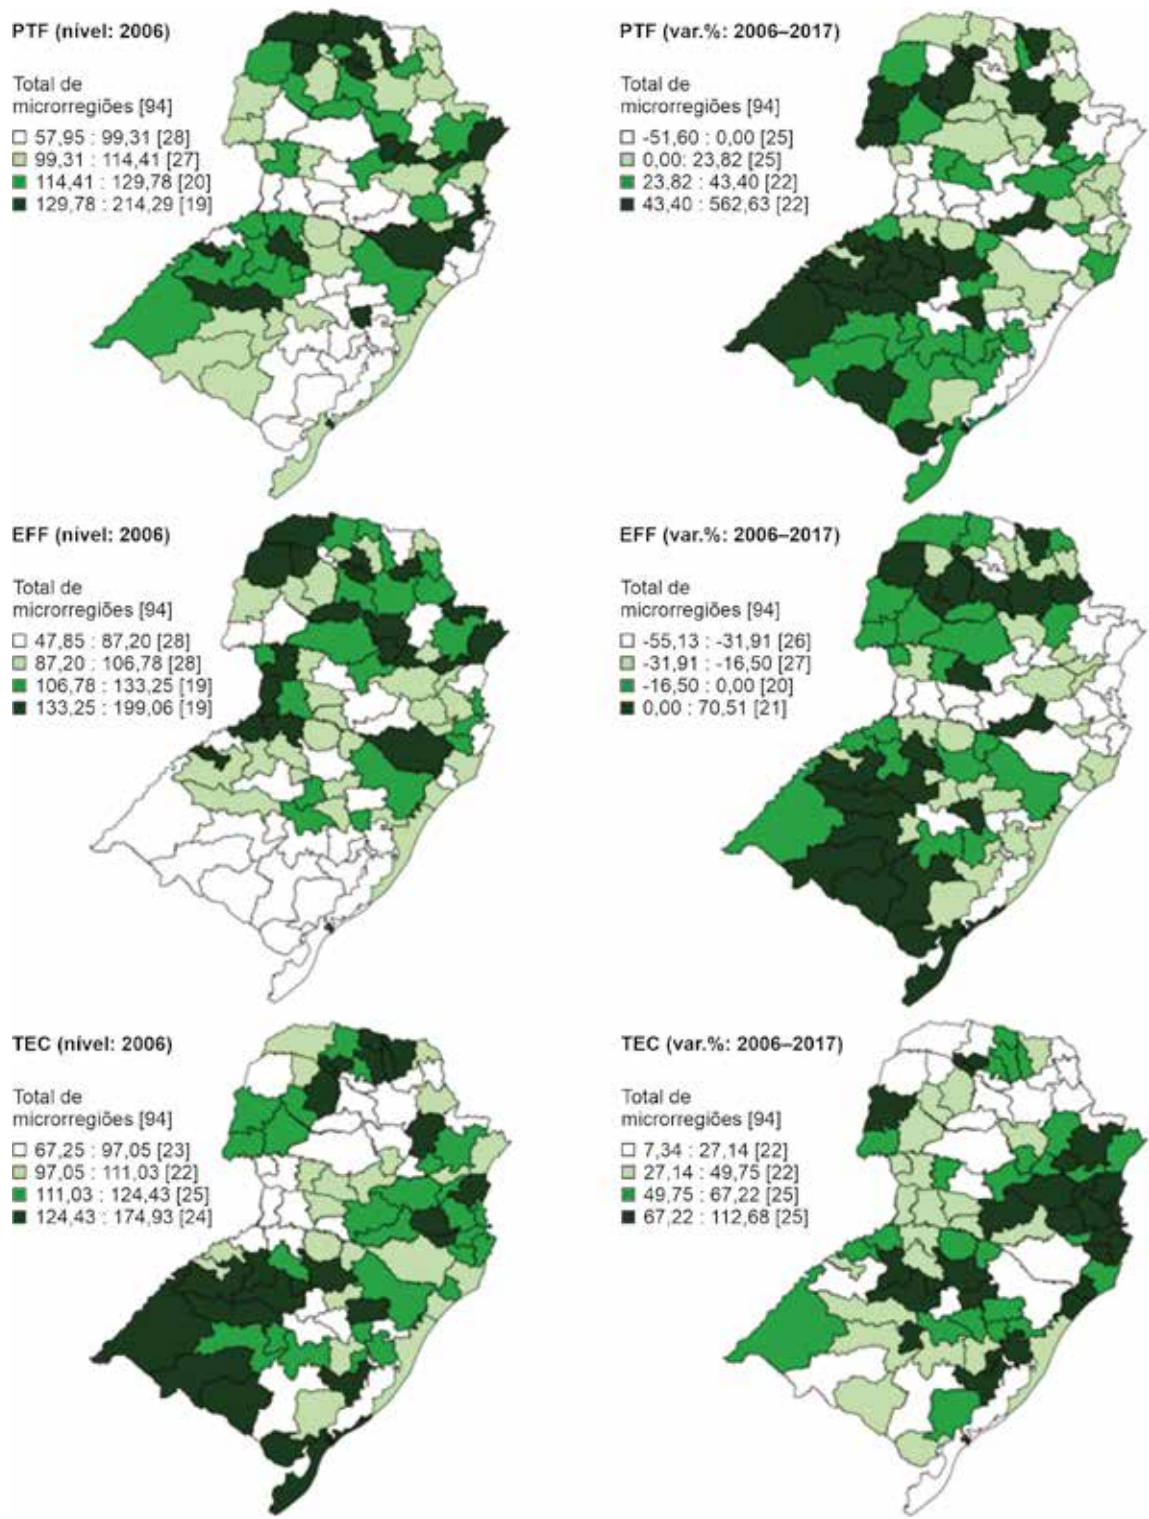 PTF (nível: 2006)
Total de
microrregiões [94]
57,95 : 99,31 [28]
99,31 : 114,41 [27]
114,41 : 129,78 [20]
129,78 : 214,29 [19]
PTF (var.%: 2006–2017)
Total de
microrregiões [94]
-51,60 : 0,00 [25]
0,00: 23,82 [25]
23,82 : 43,40 [22]
43,40 : 562,63 [22]
EFF (nível: 2006)
Total de
microrregiões [94]
47,85 : 87,20 [28]
87,20 : 106,78 [28]
106,78 : 133,25 [19]
133,25 : 199,06 [19]
EFF (var.%: 2006–2017)
Total de
microrregiões [94]
-55,13 : -31,91 [26]
-31,91 : -16,50 [27]
-16,50 : 0,00 [20]
0,00 : 70,51 [21]
TEC (nível: 2006)
Total de
microrregiões [94]
67,25 : 97,05 [23]
97,05 : 111,03 [22]
111,03 : 124,43 [25]
124,43 : 174,93 [24]
TEC (var.%: 2006–2017)
Total de
microrregiões [94]
7,34 : 27,14 [22]
27,14 : 49,75 [22]
49,75 : 67,22 [25]
67,22 : 112,68 [25]